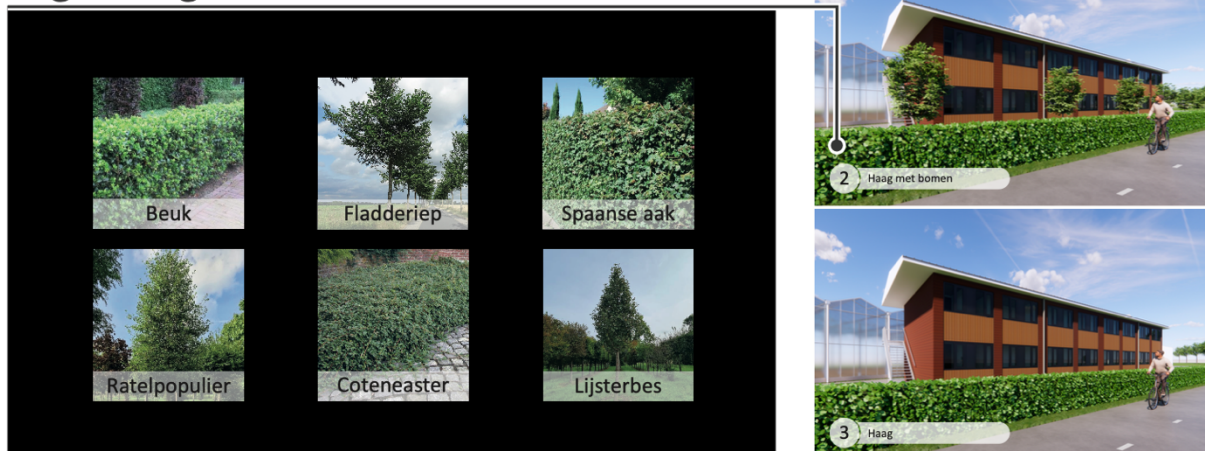 Beuk
Fladderiep
Spaanse aak
Ratelpopulier
Coteneaster
Lijsterbes
2 Haag met bomen
3 Haag